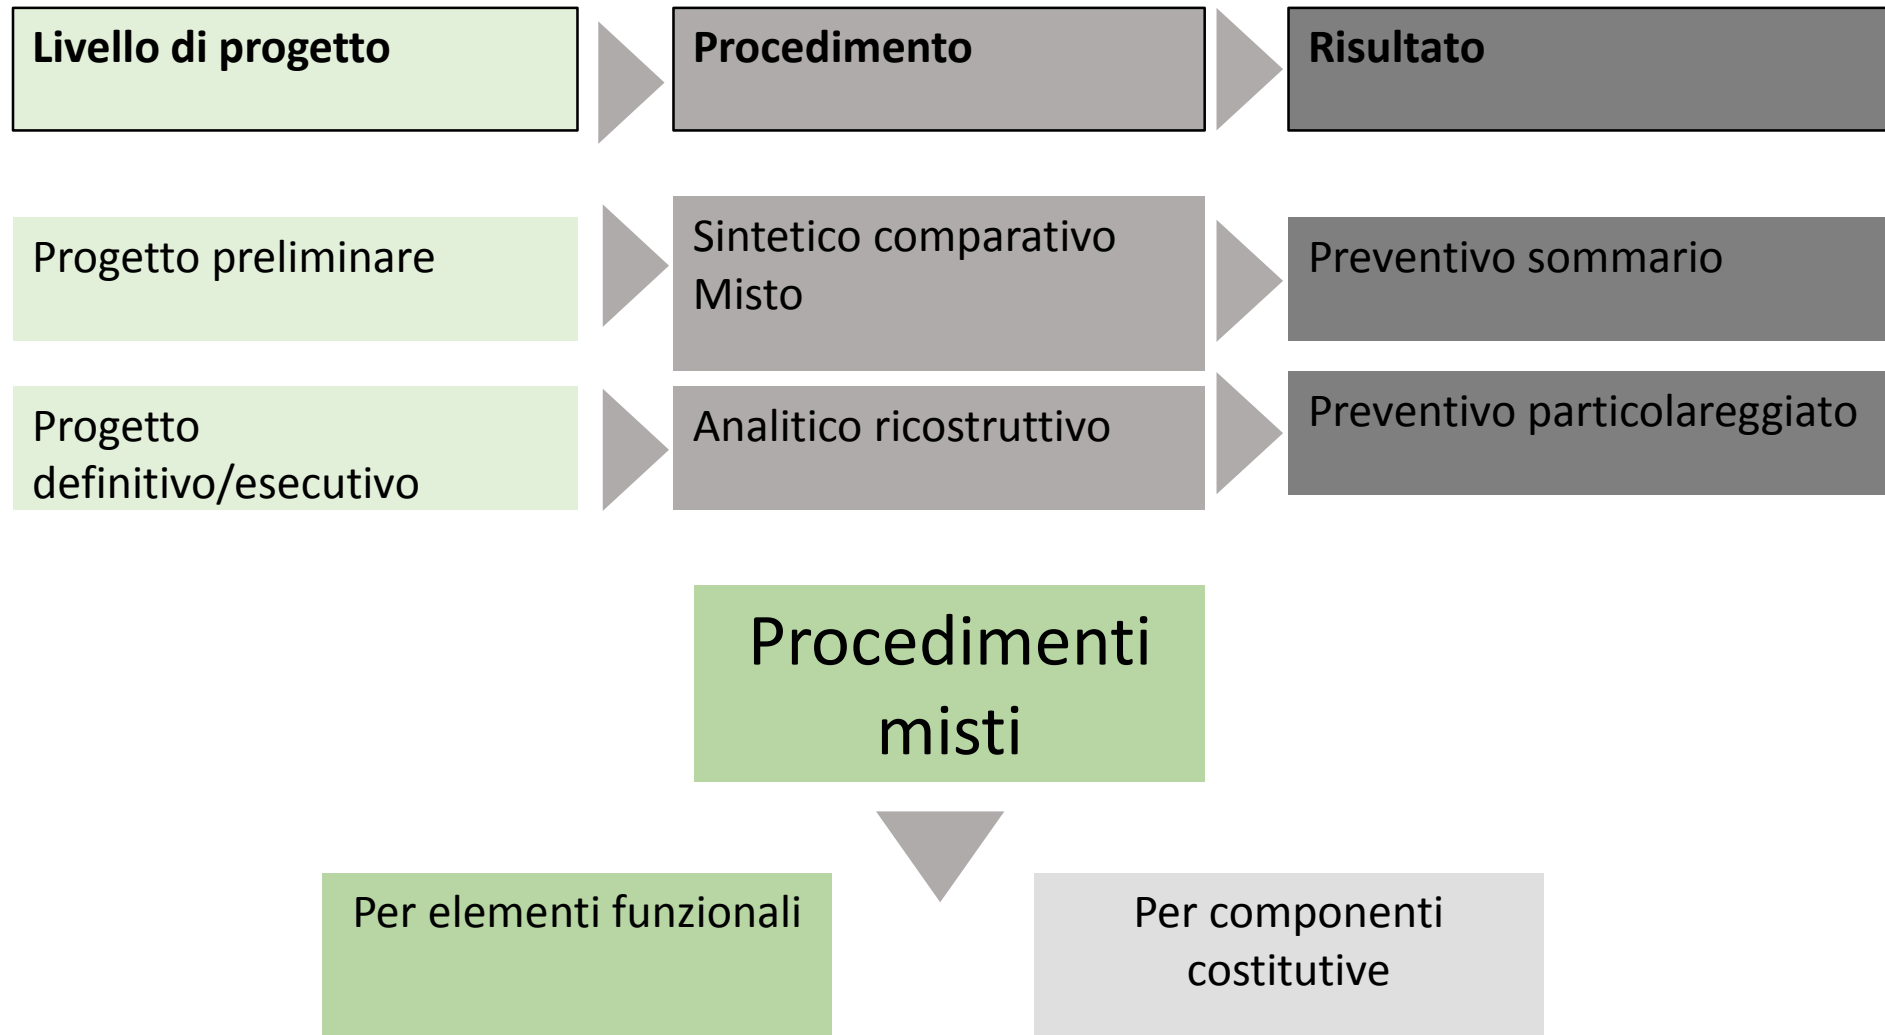 Livello di progetto
Procedimento
Risultato
Progetto preliminare
Sintetico comparativo
Misto
Preventivo sommario
Progetto
definitivo/esecutivo
Analitico ricostruttivo
Preventivo particolareggiato
Procedimenti
misti
Per elementi funzionali
Per componenti
costitutive